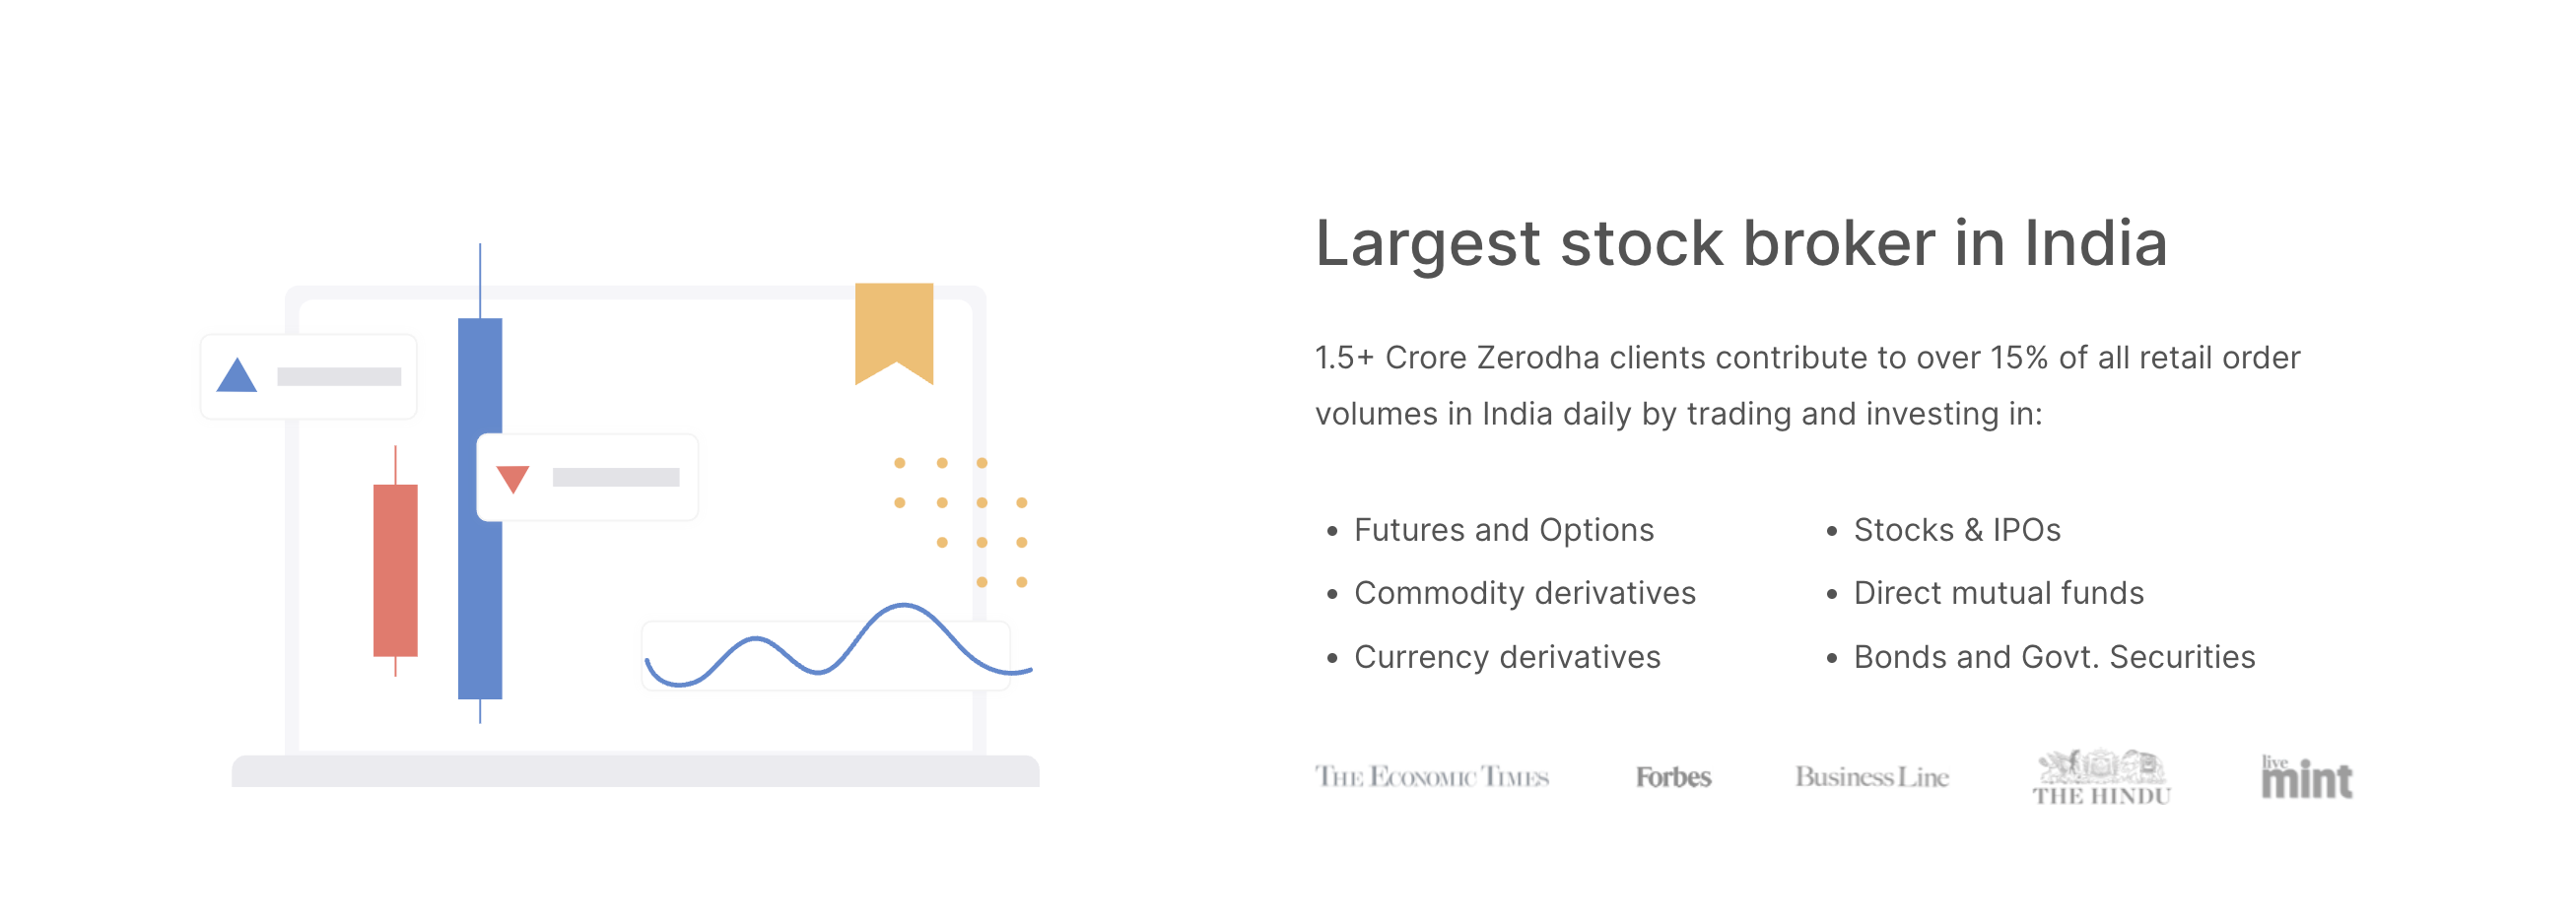 Largest stock broker in India
1.5+ Crore Zerodha clients contribute to over 15% of all retail order
volumes in India daily by trading and investing in:
• Futures and Options
• Commodity derivatives
• Currency derivatives
• Stocks & IPOs
• Direct mutual funds
• Bonds and Govt. Securities
THE ECONOMIC TIMES
Forbes
Business Line
THE HINDU
live
mint